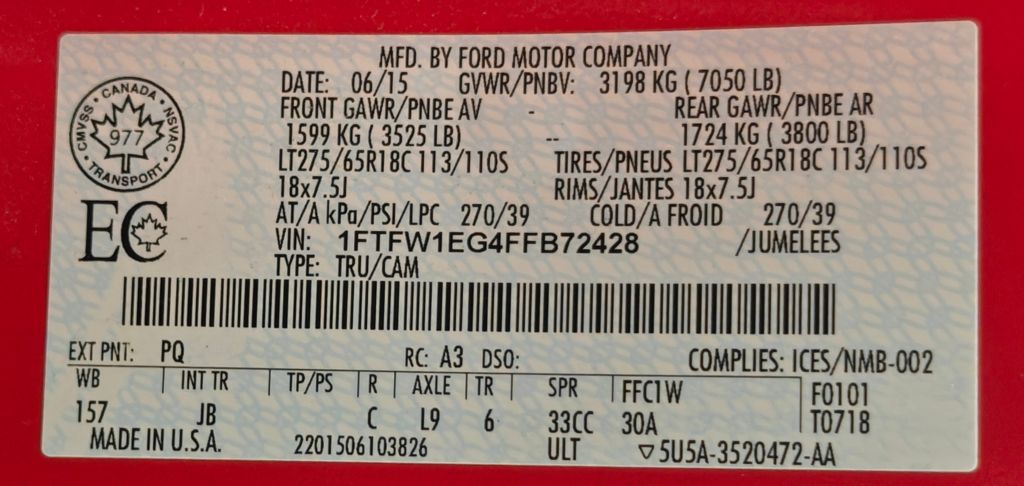 MFD. BY FORD MOTOR COMPANY
DATE: 06/15 GVWR/PNBV: 3198 KG ( 7050 LB)
FRONT GAWR/PNBE AV - REAR GAWR/PNBE AR
1599 KG ( 3525 LB) -- 1724 KG ( 3800 LB)
LT275/65R18C 113/110S TIRES/PNEUS LT275/65R18C 113/110S
18x7.5J RIMS/JANTES 18x7.5J
AT/A kPa/PSI/LPC 270/39 COLD/A FROID 270/39
VIN: 1FTFW1EG4FFB72428 /JUMELEES
TYPE: TRU/CAM
CANADA
CMVSS · NSVAC
977
TRANSPORT
EC
EXT PNT: PQ RC: A3 DSO: COMPLIES: ICES/NMB-002
WB | INT TR | TP/PS | R | AXLE | TR | SPR | FFC1W F0101
157 JB C L9 6 33CC 30A T0718
MADE IN U.S.A. 2201506103826 ULT ▽5U5A-3520472-AA